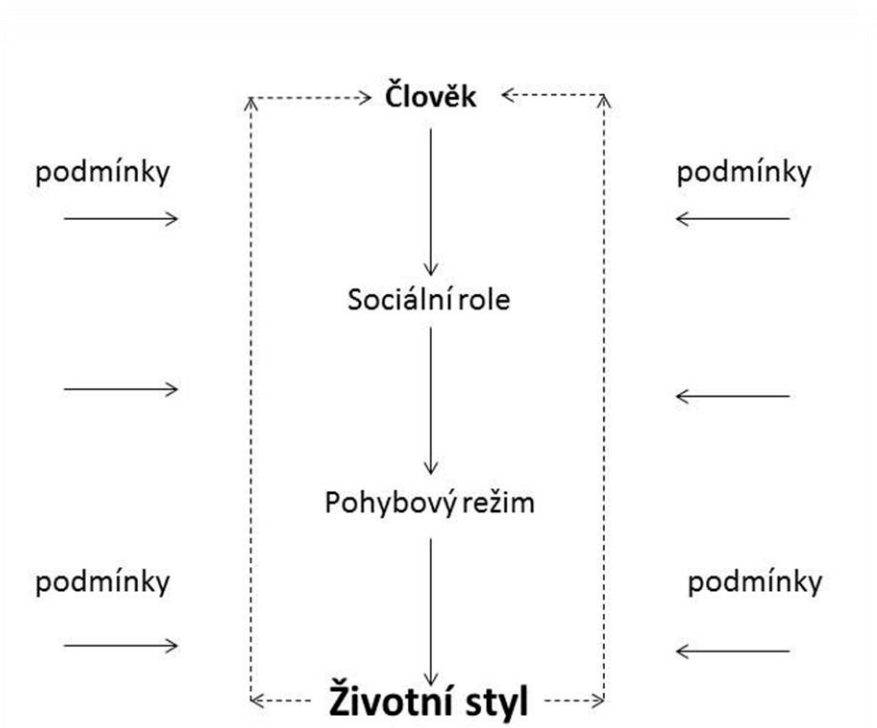 Člověk
podmínky podmínky
Sociální role
Pohybový režim
podmínky podmínky
Životní styl